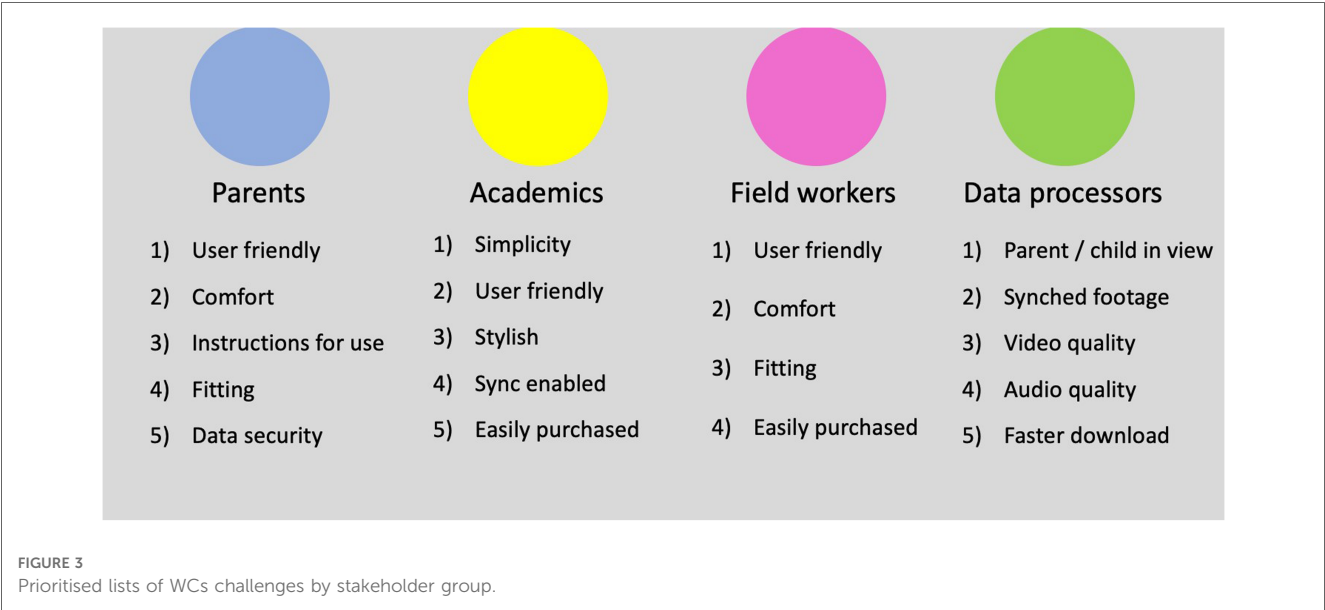 Parents
1) User friendly
2) Comfort
3) Instructions for use
4) Fitting
5) Data security
Academics
1) Simplicity
2) User friendly
3) Stylish
4) Sync enabled
5) Easily purchased
Field workers
1) User friendly
2) Comfort
3) Fitting
4) Easily purchased
Data processors
1) Parent / child in view
2) Synched footage
3) Video quality
4) Audio quality
5) Faster download
FIGURE 3
Prioritised lists of WCs challenges by stakeholder group.